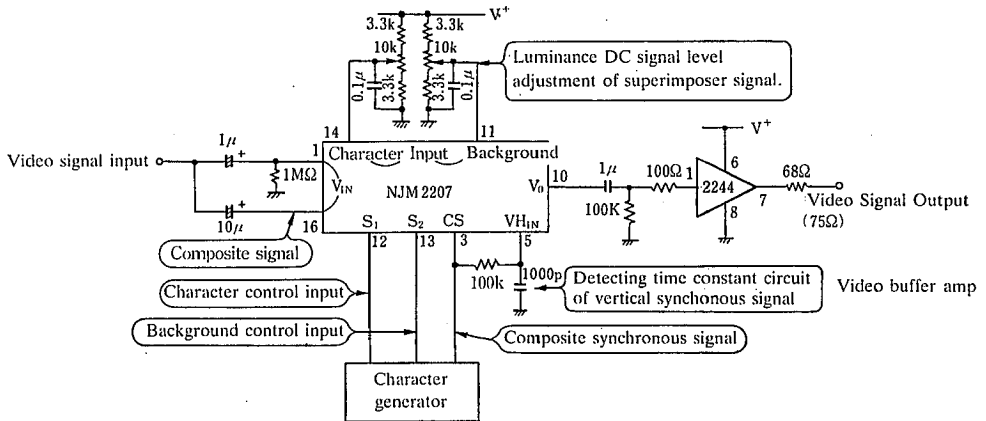 V⁺
3.3k
3.3k
10k
10k
0.1μ
3.3k
3.3k
0.1μ
Luminance DC signal level
adjustment of superimposer signal.
14
11
Video signal input
1μ
+
1
1MΩ
Character Input Background
V_IN
NJM 2207
V_O
10
1μ
100K
100Ω
1
2244
V⁺
6
8
7
68Ω
Video Signal Output
(75Ω)
10μ
+
16
S₁
S₂
CS
VH_IN
12
13
3
5
100k
1000p
Composite signal
Character control input
Background control input
Detecting time constant circuit
of vertical synchonous signal
Video buffer amp
Composite synchronous signal
Character
generator